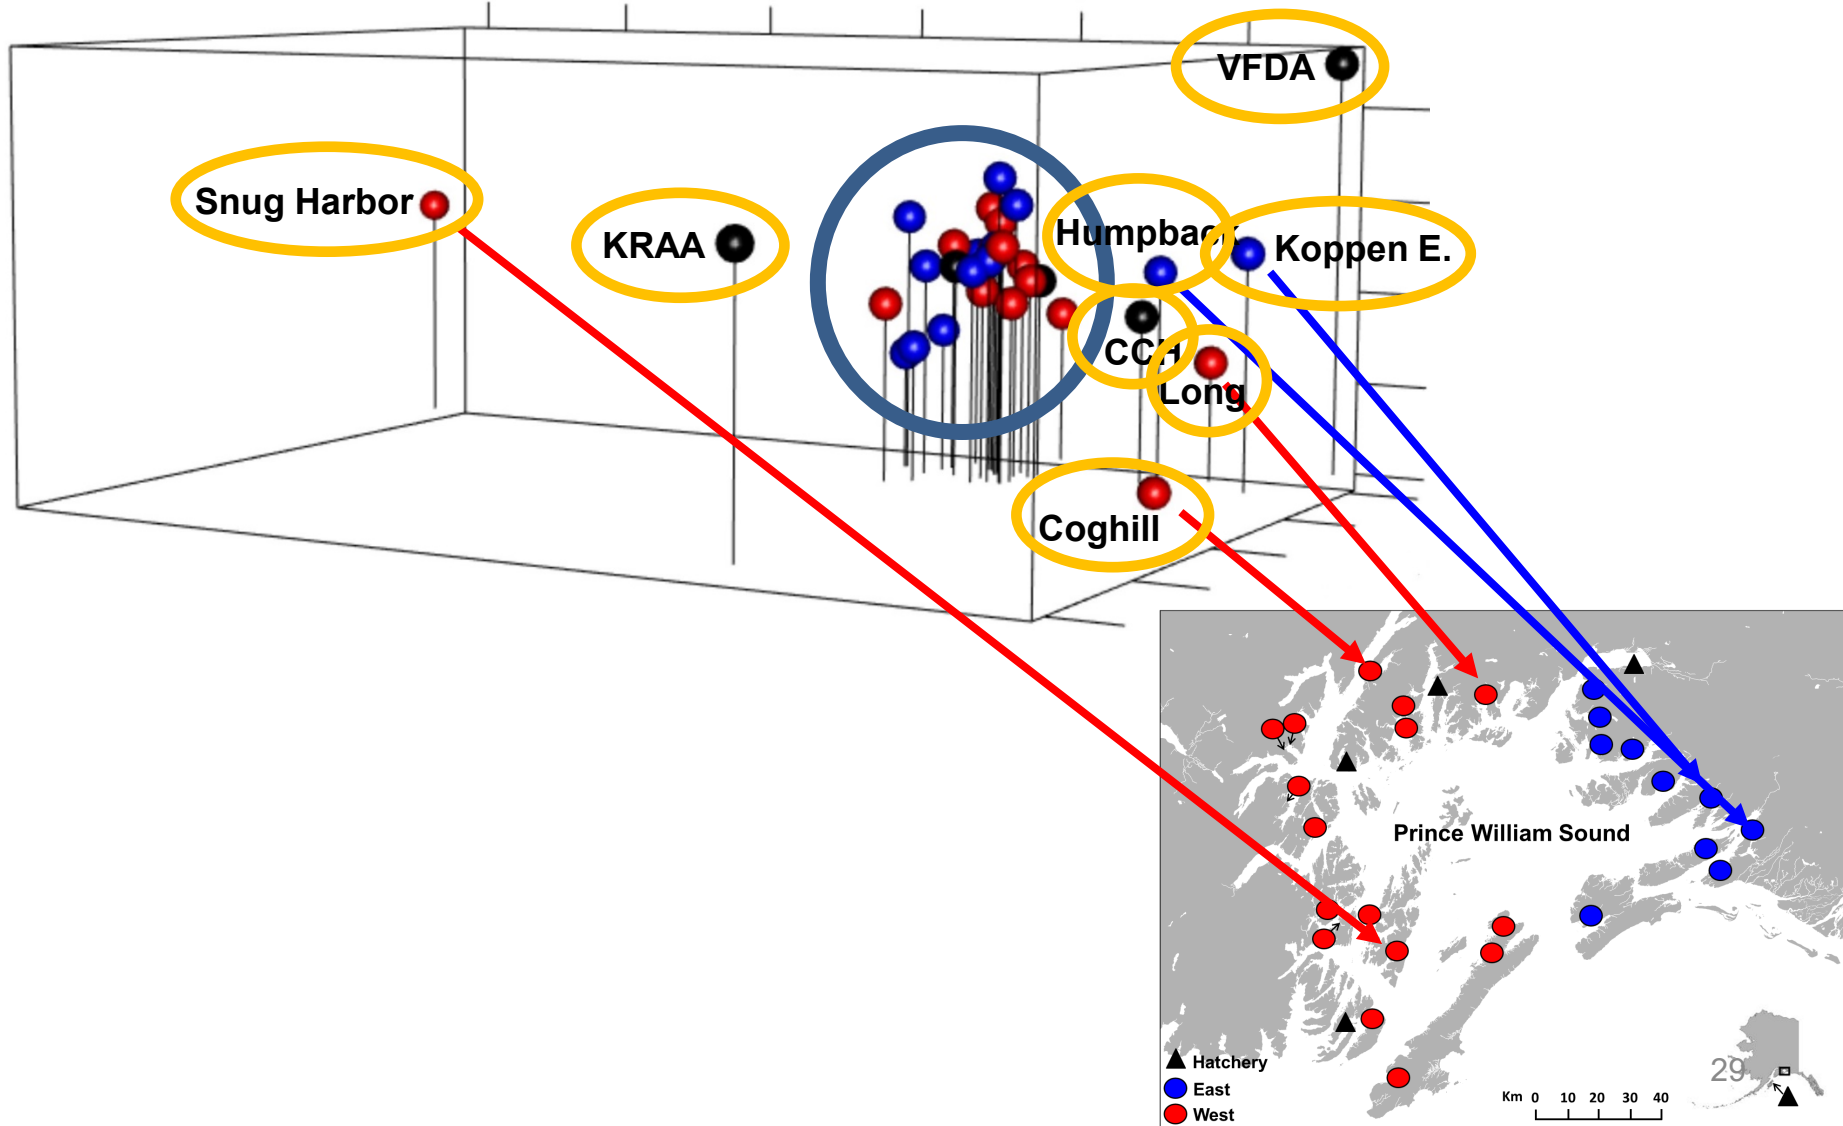 VFDA
Snug Harbor
KRAA
Humpback
Koppen E.
CCH
Long
Coghill
Prince William Sound
Hatchery
East
West
Km 0 10 20 30 40
29